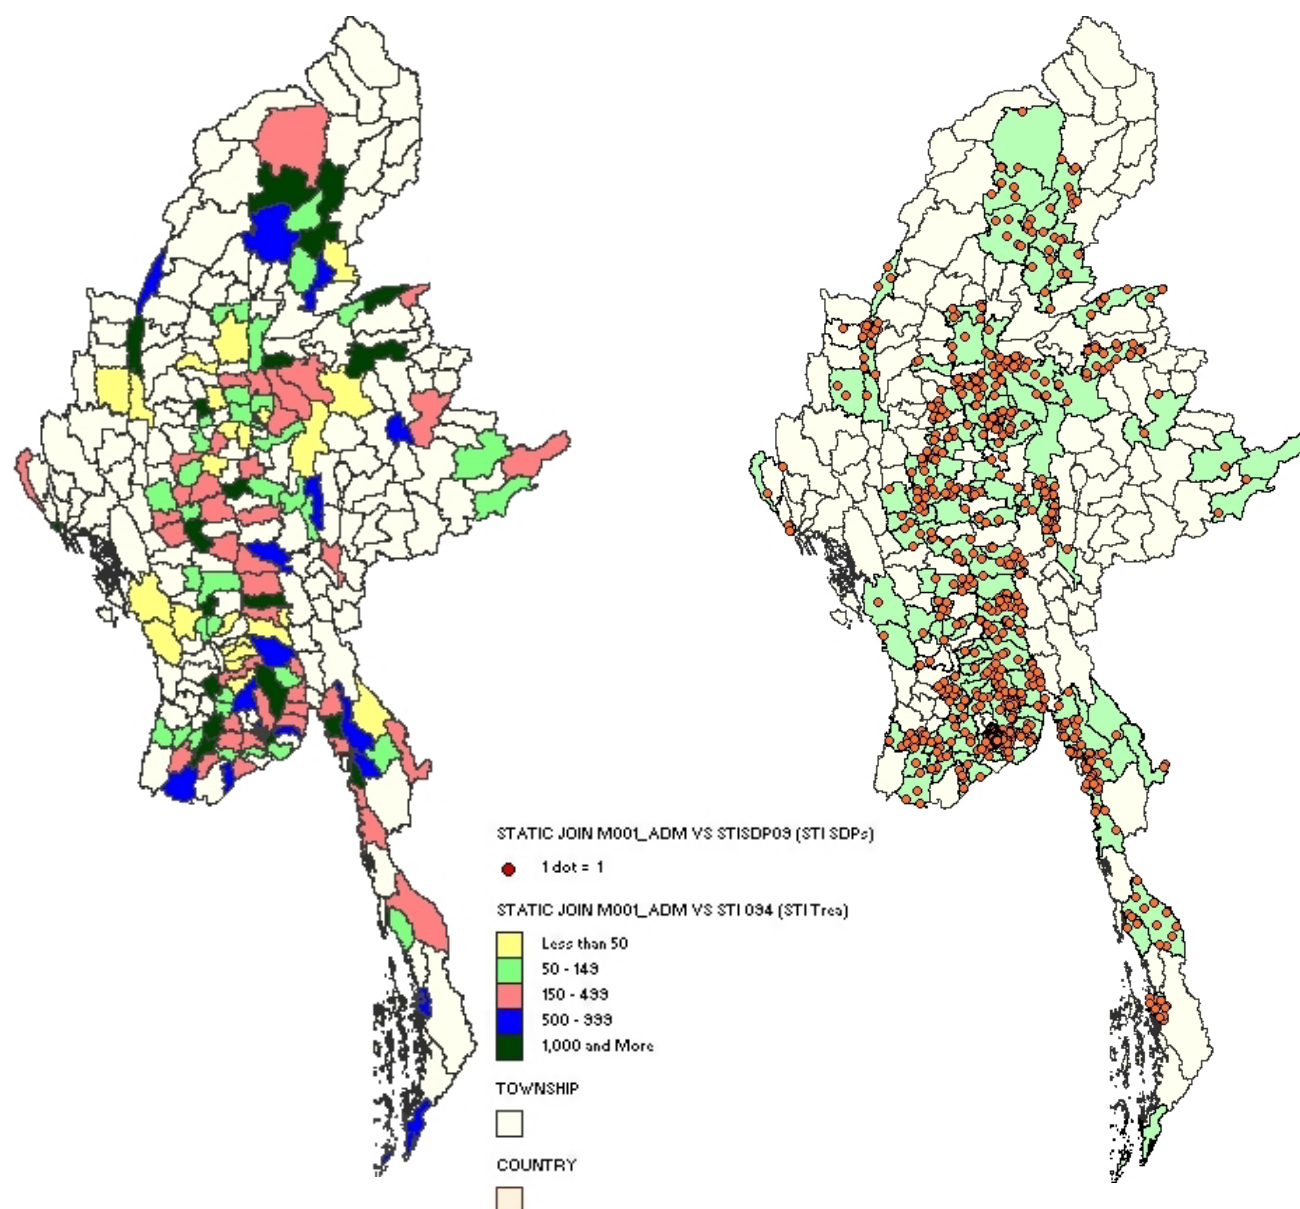 STATIC JOIN M001_ADM VS STISDP09 (STI SDPs)
1 dot = 1
STATIC JOIN M001_ADM VS STI 094 (STI Trea)
Less than 50
50 - 149
150 - 499
500 - 999
1,000 and More
TOWNSHIP
COUNTRY